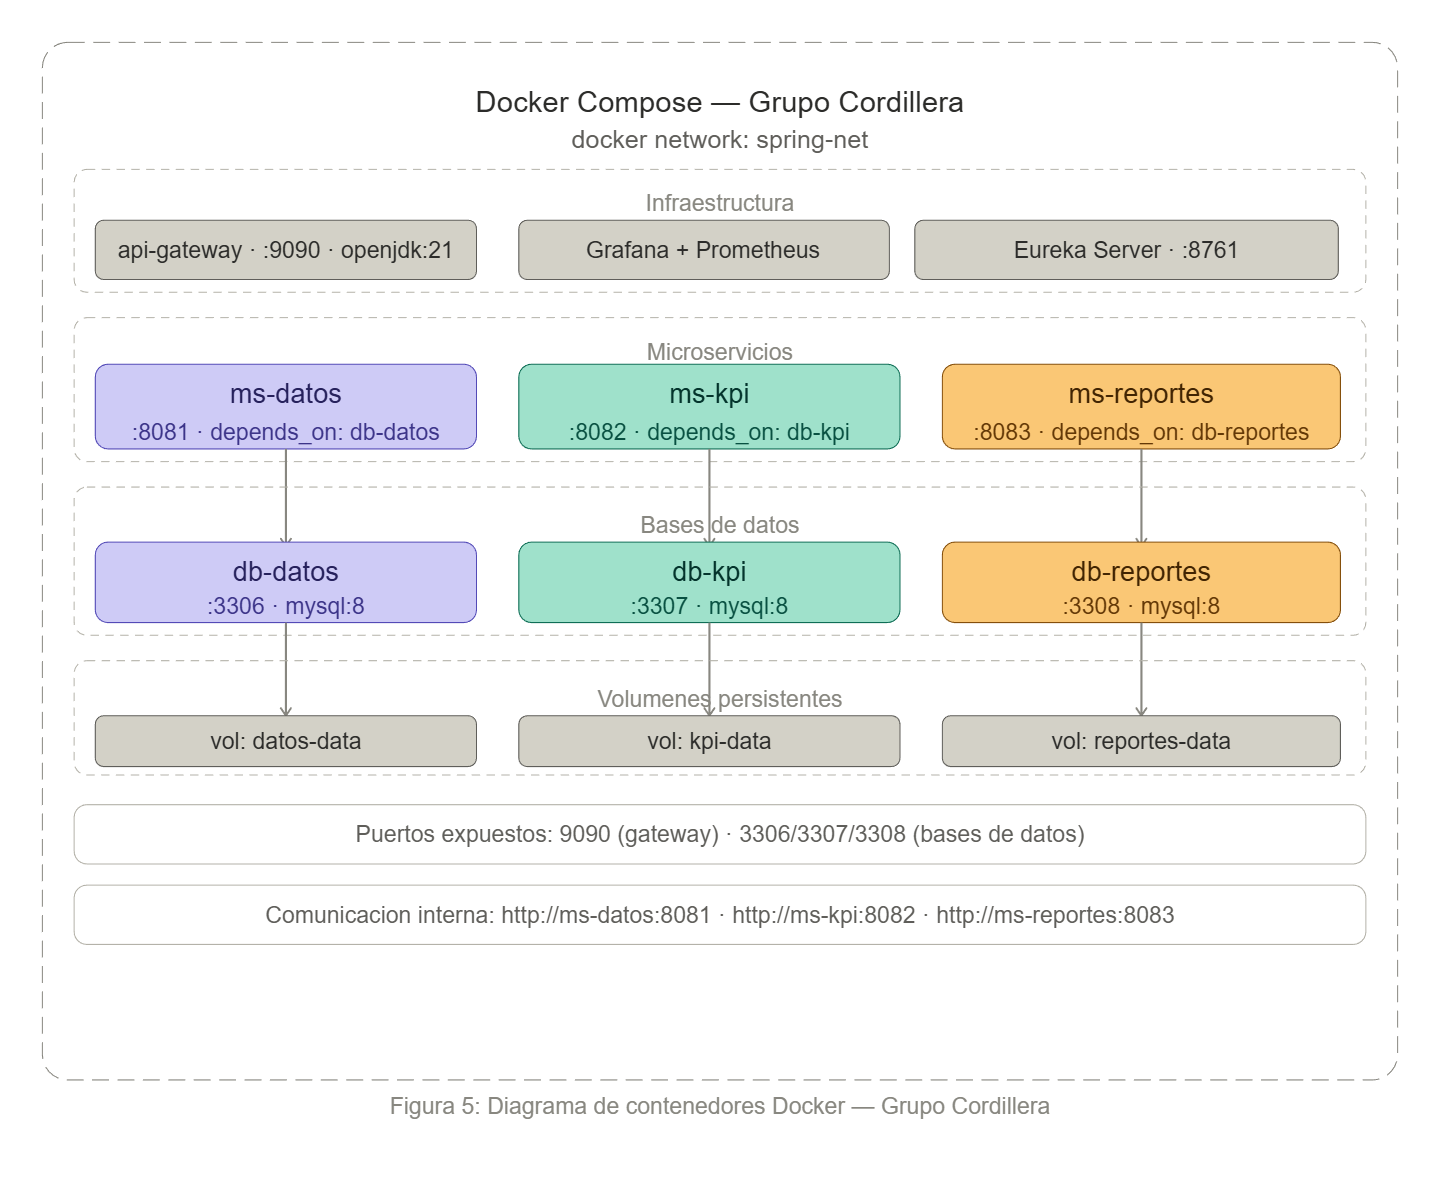 Docker Compose — Grupo Cordillera
docker network: spring-net
Infraestructura
api-gateway · :9090 · openjdk:21
Grafana + Prometheus
Eureka Server · :8761
Microservicios
ms-datos
:8081 · depends_on: db-datos
ms-kpi
:8082 · depends_on: db-kpi
ms-reportes
:8083 · depends_on: db-reportes
Bases de datos
db-datos
:3306 · mysql:8
db-kpi
:3307 · mysql:8
db-reportes
:3308 · mysql:8
Volumenes persistentes
vol: datos-data
vol: kpi-data
vol: reportes-data
Puertos expuestos: 9090 (gateway) · 3306/3307/3308 (bases de datos)
Comunicacion interna: http://ms-datos:8081 · http://ms-kpi:8082 · http://ms-reportes:8083
Figura 5: Diagrama de contenedores Docker — Grupo Cordillera